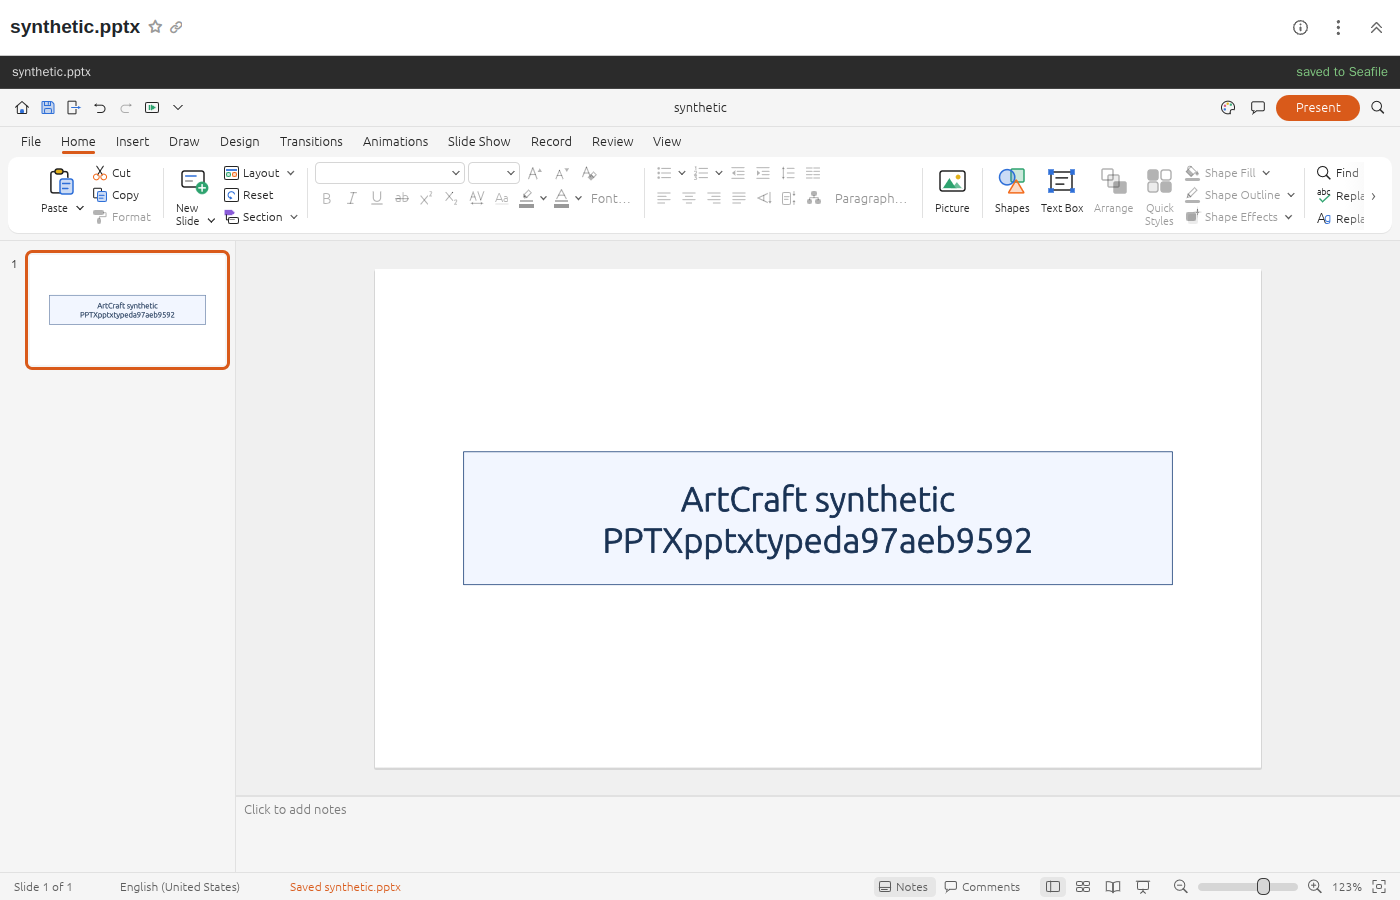 synthetic.pptx
synthetic.pptx
saved to Seafile
synthetic
Present
File Home Insert Draw Design Transitions Animations Slide Show Record Review View
Paste
Cut
Copy
Format
New
Slide
Layout
Reset
Section
Font...
Paragraph...
Picture
Shapes
Text Box
Arrange
Quick
Styles
Shape Fill
Shape Outline
Shape Effects
Find
Repla
Repla
1
ArtCraft synthetic
PPTXpptxtypeda97aeb9592
ArtCraft synthetic
PPTXpptxtypeda97aeb9592
Click to add notes
Slide 1 of 1
English (United States)
Saved synthetic.pptx
Notes
Comments
123%